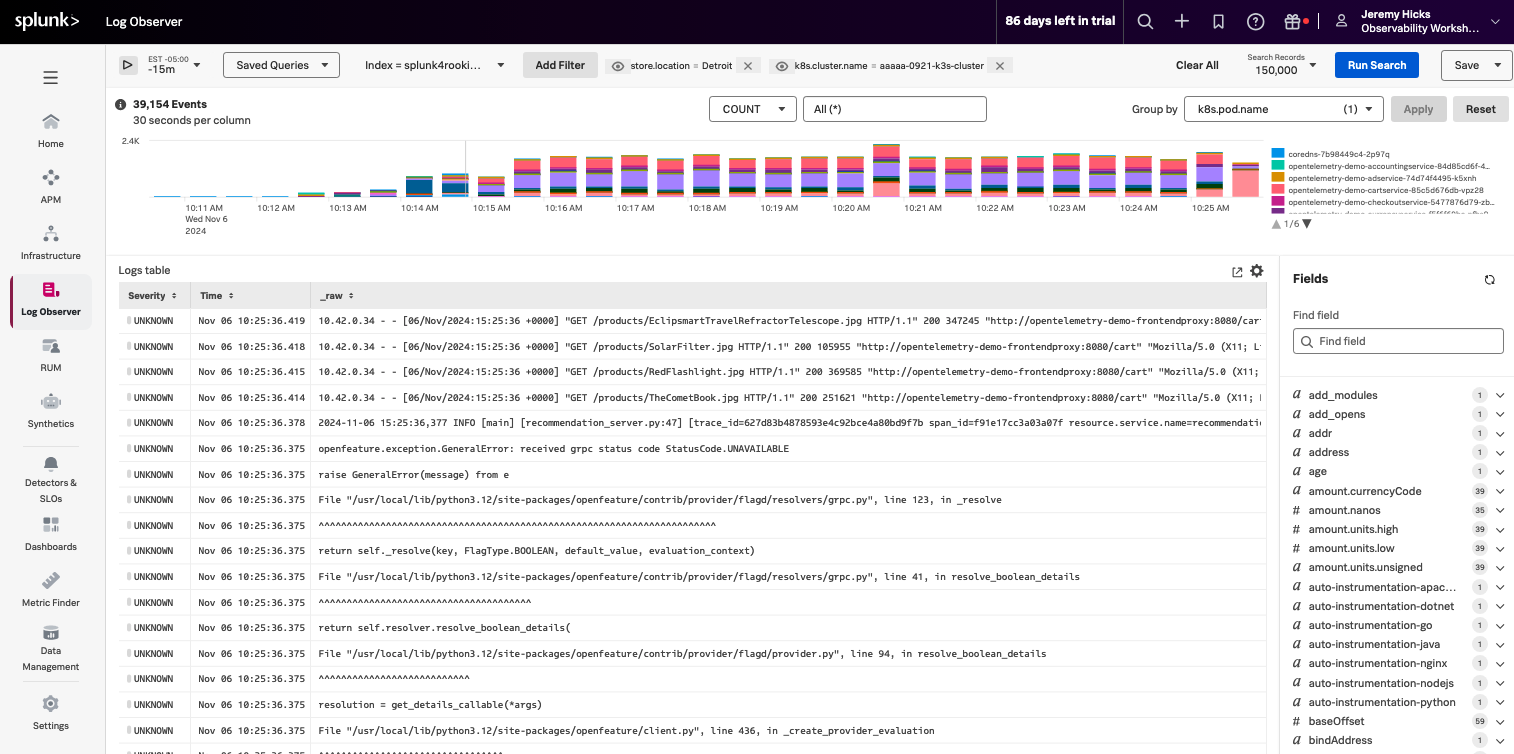 splunk> Log Observer
86 days left in trial
Jeremy Hicks
Observability Worksh...
EST -05:00
-15m
Saved Queries
Index = splunk4rooki...
Add Filter
store.location = Detroit
k8s.cluster.name = aaaaa-0921-k3s-cluster
Clear All
Search Records
150,000
Run Search
Save
Home
APM
Infrastructure
Log Observer
RUM
Synthetics
Detectors &
SLOs
Dashboards
Metric Finder
Data
Management
Settings
39,154 Events
30 seconds per column
COUNT
All (*)
Group by
k8s.pod.name (1)
Apply
Reset
2.4K
10:11 AM 10:12 AM 10:13 AM 10:14 AM 10:15 AM 10:16 AM 10:17 AM 10:18 AM 10:19 AM 10:20 AM 10:21 AM 10:22 AM 10:23 AM 10:24 AM 10:25 AM
Wed Nov 6
2024
coredns-7b98449c4-2p97q
opentelemetry-demo-accountingservice-84d85cd6f-4...
opentelemetry-demo-adservice-74d74f4495-k5xnh
opentelemetry-demo-cartservice-85c5d676db-vpz28
opentelemetry-demo-checkoutservice-5477876d79-zb...
1/6
Logs table
Severity Time _raw
UNKNOWN Nov 06 10:25:36.419 10.42.0.34 - - [06/Nov/2024:15:25:36 +0000] "GET /products/EclipsmartTravelRefractorTelescope.jpg HTTP/1.1" 200 347245 "http://opentelemetry-demo-frontendproxy:8080/car
UNKNOWN Nov 06 10:25:36.418 10.42.0.34 - - [06/Nov/2024:15:25:36 +0000] "GET /products/SolarFilter.jpg HTTP/1.1" 200 105955 "http://opentelemetry-demo-frontendproxy:8080/cart" "Mozilla/5.0 (X11; Li
UNKNOWN Nov 06 10:25:36.415 10.42.0.34 - - [06/Nov/2024:15:25:36 +0000] "GET /products/RedFlashlight.jpg HTTP/1.1" 200 369585 "http://opentelemetry-demo-frontendproxy:8080/cart" "Mozilla/5.0 (X11;
UNKNOWN Nov 06 10:25:36.414 10.42.0.34 - - [06/Nov/2024:15:25:36 +0000] "GET /products/TheCometBook.jpg HTTP/1.1" 200 251621 "http://opentelemetry-demo-frontendproxy:8080/cart" "Mozilla/5.0 (X11;
UNKNOWN Nov 06 10:25:36.378 2024-11-06 15:25:36,377 INFO [main] [recommendation_server.py:47] [trace_id=627d83b4878593e4c92bce4a80bd9f7b span_id=f91e17cc3a03a07f resource.service.name=recommendatio
UNKNOWN Nov 06 10:25:36.375 openfeature.exception.GeneralError: received grpc status code StatusCode.UNAVAILABLE
UNKNOWN Nov 06 10:25:36.375 raise GeneralError(message) from e
UNKNOWN Nov 06 10:25:36.375 File "/usr/local/lib/python3.12/site-packages/openfeature/contrib/provider/flagd/resolvers/grpc.py", line 123, in _resolve
UNKNOWN Nov 06 10:25:36.375 ^^^^^^^^^^^^^^^^^^^^^^^^^^^^^^^^^^^^^^^^^^^^^^^^^^^^^^^^^^^^^^^^^^^^^^^
UNKNOWN Nov 06 10:25:36.375 return self._resolve(key, FlagType.BOOLEAN, default_value, evaluation_context)
UNKNOWN Nov 06 10:25:36.375 File "/usr/local/lib/python3.12/site-packages/openfeature/contrib/provider/flagd/resolvers/grpc.py", line 41, in resolve_boolean_details
UNKNOWN Nov 06 10:25:36.375 ^^^^^^^^^^^^^^^^^^^^^^^^^^^^^^^^^^^^^^
UNKNOWN Nov 06 10:25:36.375 return self.resolver.resolve_boolean_details(
UNKNOWN Nov 06 10:25:36.375 File "/usr/local/lib/python3.12/site-packages/openfeature/contrib/provider/flagd/provider.py", line 94, in resolve_boolean_details
UNKNOWN Nov 06 10:25:36.375 ^^^^^^^^^^^^^^^^^^^^^^^^^^^
UNKNOWN Nov 06 10:25:36.375 resolution = get_details_callable(*args)
UNKNOWN Nov 06 10:25:36.375 File "/usr/local/lib/python3.12/site-packages/openfeature/client.py", line 436, in _create_provider_evaluation
Fields
Find field
Find field
a add_modules 1
a add_opens 1
a addr 1
a address 1
a age 1
a amount.currencyCode 39
# amount.nanos 35
# amount.units.high 39
# amount.units.low 39
a amount.units.unsigned 39
a auto-instrumentation-apac... 1
a auto-instrumentation-dotnet 1
a auto-instrumentation-go 1
a auto-instrumentation-java 1
a auto-instrumentation-nginx 1
a auto-instrumentation-nodejs 1
a auto-instrumentation-python 1
# baseOffset 59
a bindAddress 1